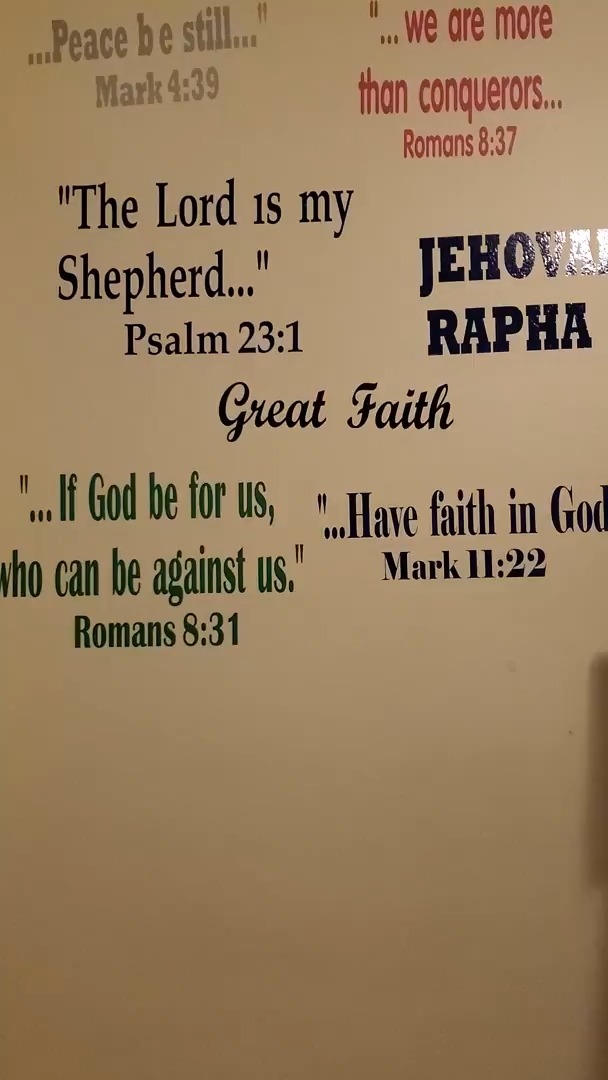 ...Peace be still..."
Mark 4:39
"... we are more
than conquerors...
Romans 8:37
"The Lord is my
Shepherd..."
Psalm 23:1
JEHOVAH
RAPHA
Great Faith
"... If God be for us,
who can be against us."
Romans 8:31
"...Have faith in God
Mark 11:22